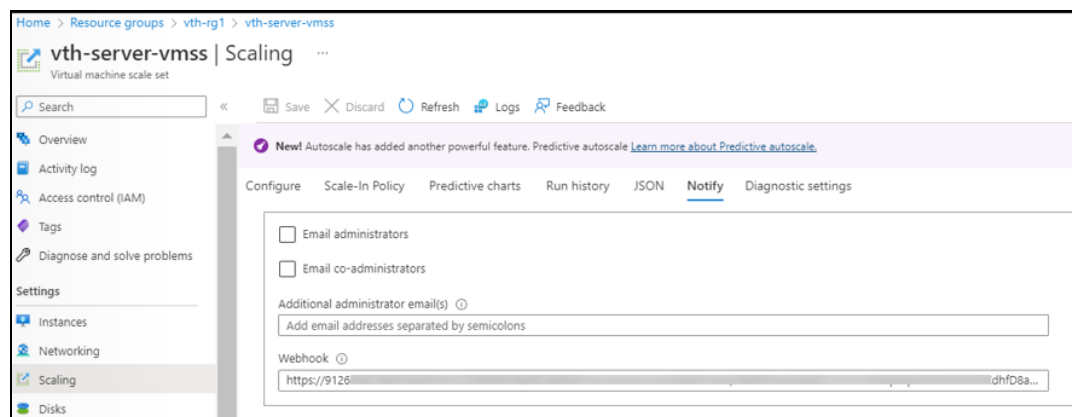 Home > Resource groups > vth-rg1 > vth-server-vmss
vth-server-vmss | Scaling ...
Virtual machine scale set
Search
«
Save
Discard
Refresh
Logs
Feedback
Overview
Activity log
Access control (IAM)
Tags
Diagnose and solve problems
Settings
Instances
Networking
Scaling
Disks
New! Autoscale has added another powerful feature. Predictive autoscale Learn more about Predictive autoscale.
Configure
Scale-In Policy
Predictive charts
Run history
JSON
Notify
Diagnostic settings
Email administrators
Email co-administrators
Additional administrator email(s)
Add email addresses separated by semicolons
Webhook
https://9126 dhfD8a...